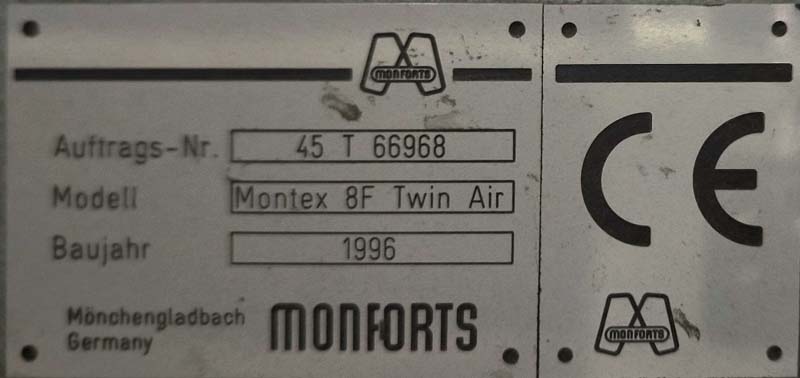 MONFORTS
Auftrags-Nr. 45 T 66968
Modell Montex 8F Twin Air
Baujahr 1996
Mönchengladbach
Germany
MONFORTS
CE
MONFORTS